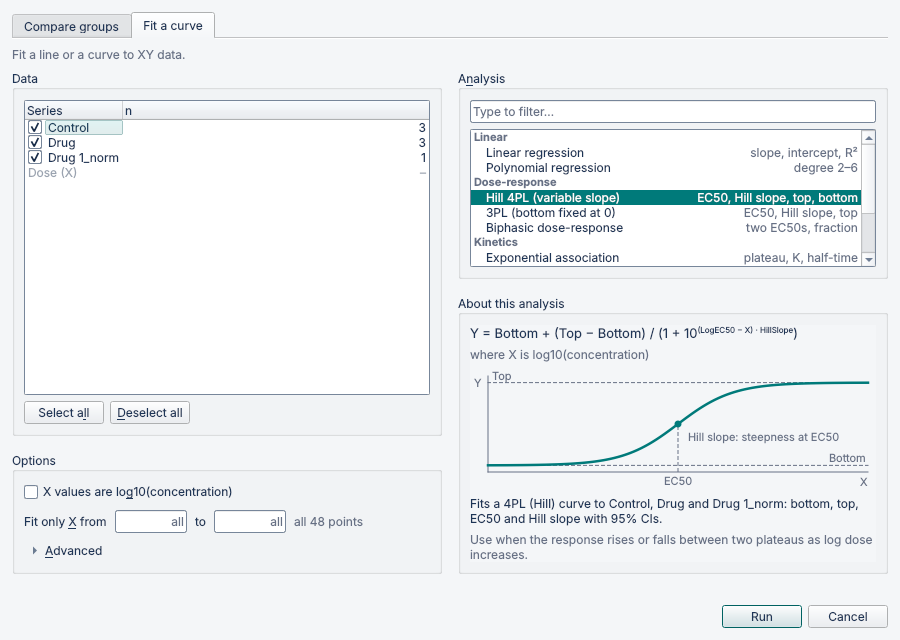 Compare groups
Fit a curve
Fit a line or a curve to XY data.
Data
Series n
Control 3
Drug 3
Drug 1_norm 1
Dose (X) –
Select all
Deselect all
Options
X values are log10(concentration)
Fit only X from all to all all 48 points
Advanced
Analysis
Type to filter...
Linear
Linear regression slope, intercept, R²
Polynomial regression degree 2–6
Dose-response
Hill 4PL (variable slope) EC50, Hill slope, top, bottom
3PL (bottom fixed at 0) EC50, Hill slope, top
Biphasic dose-response two EC50s, fraction
Kinetics
Exponential association plateau, K, half-time
About this analysis
Y = Bottom + (Top − Bottom) / (1 + 10^(LogEC50 − X) · HillSlope)
where X is log10(concentration)
Top
Y
Hill slope: steepness at EC50
Bottom
EC50
X
Fits a 4PL (Hill) curve to Control, Drug and Drug 1_norm: bottom, top,
EC50 and Hill slope with 95% CIs.
Use when the response rises or falls between two plateaus as log dose
increases.
Run
Cancel